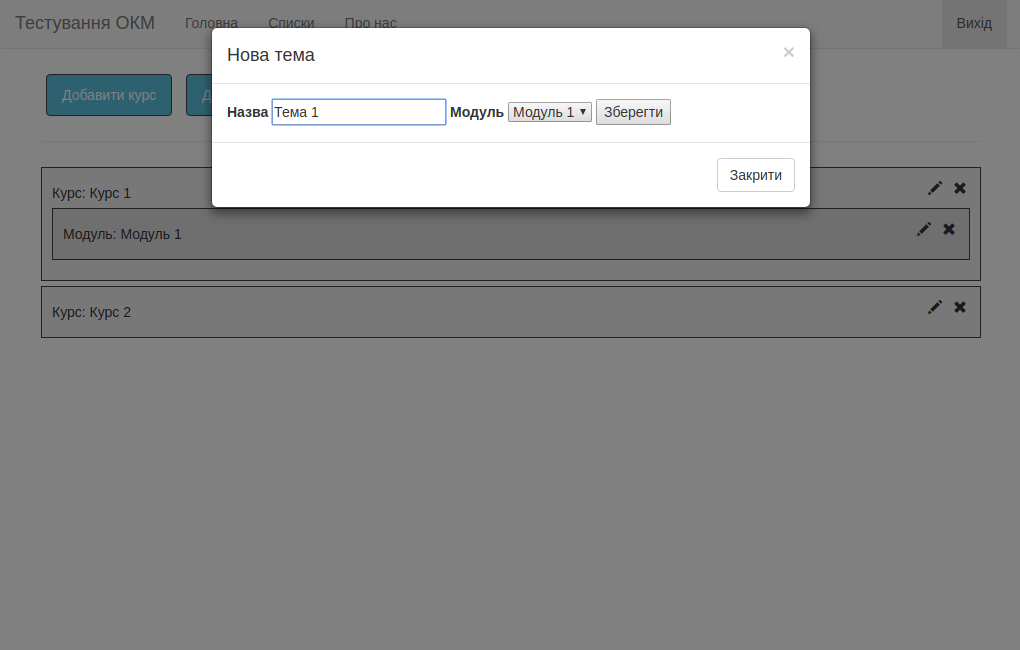 Тестування ОКМ Головна Списки Про нас Вихід
Нова тема ×
Назва Тема 1 Модуль Модуль 1 Зберегти
Закрити
Добавити курс Д
Курс: Курс 1
Модуль: Модуль 1
Курс: Курс 2